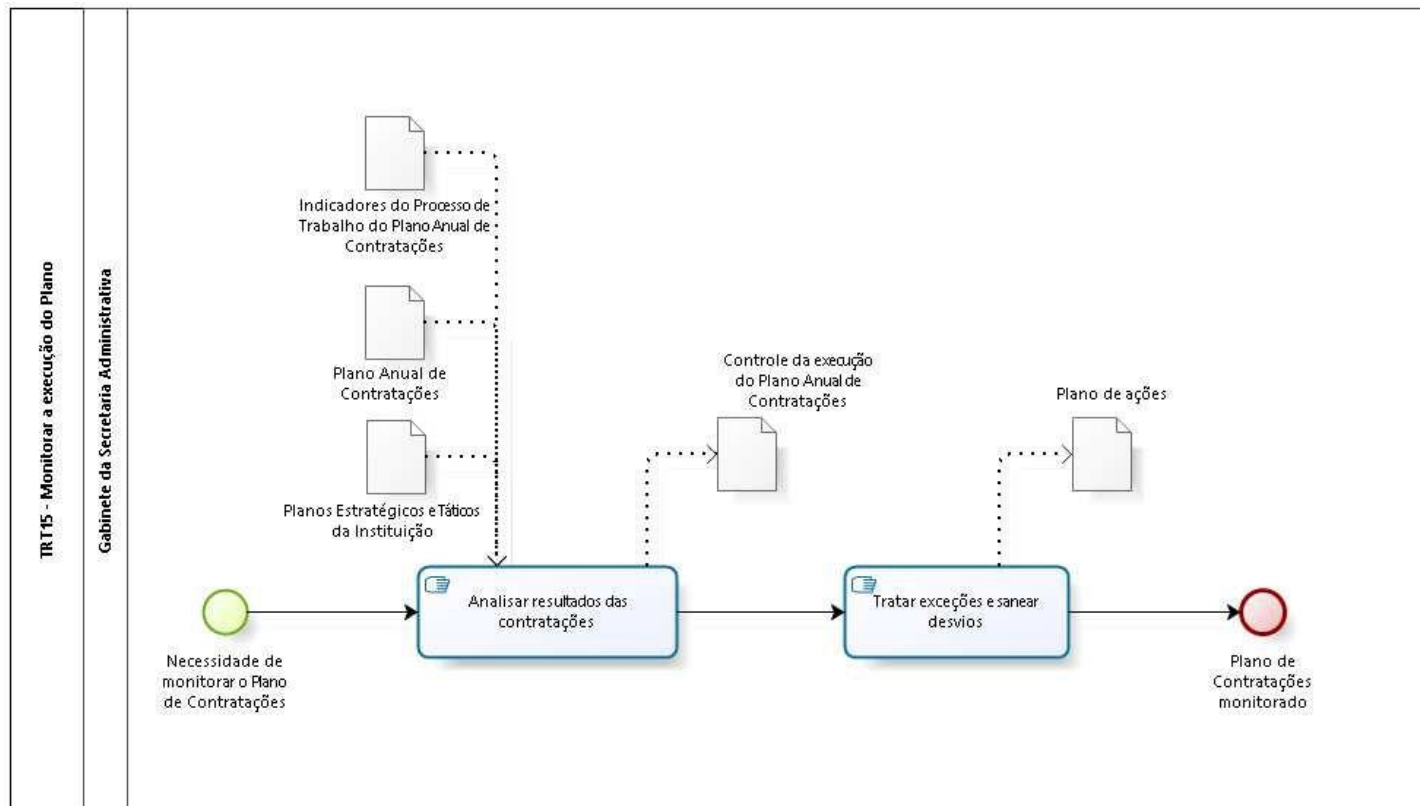 TRT15 - Monitorar a execução do Plano
Gabinete da Secretaria Administrativa
Indicadores do Processo de
Trabalho do Plano Anual de
Contratações
Plano Anual de
Contratações
Planos Estratégicos e Táticos
da Instituição
Controle da execução
do Plano Anual de
Contratações
Plano de ações
Necessidade de
monitorar o Plano
de Contratações
Analisar resultados das
contratações
Tratar exceções e sanear
desvios
Plano de
Contratações
monitorado